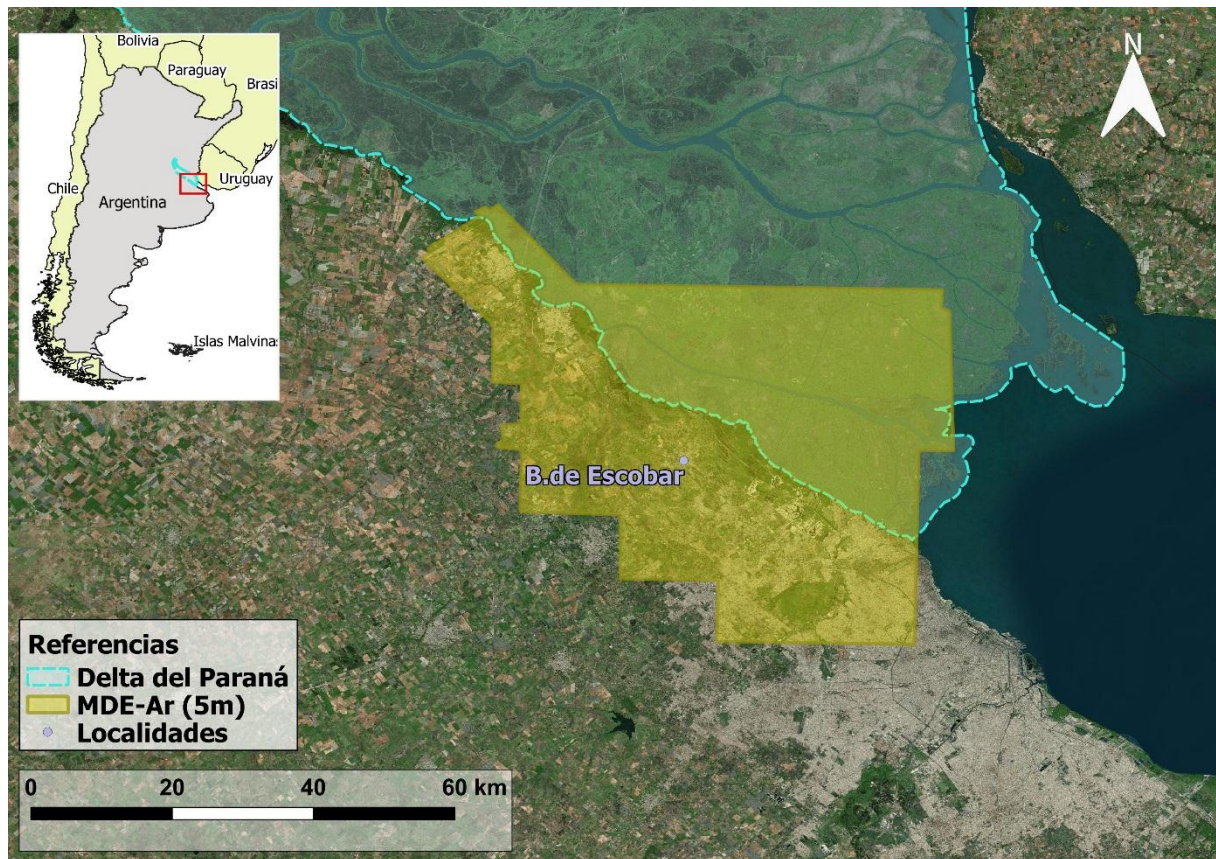 Bolivia
Paraguay
Brasi
Chile
Uruguay
Argentina
Islas Malvina
N
B.de Escobar
Referencias
Delta del Paraná
MDE-Ar (5m)
Localidades
0 20 40 60 km